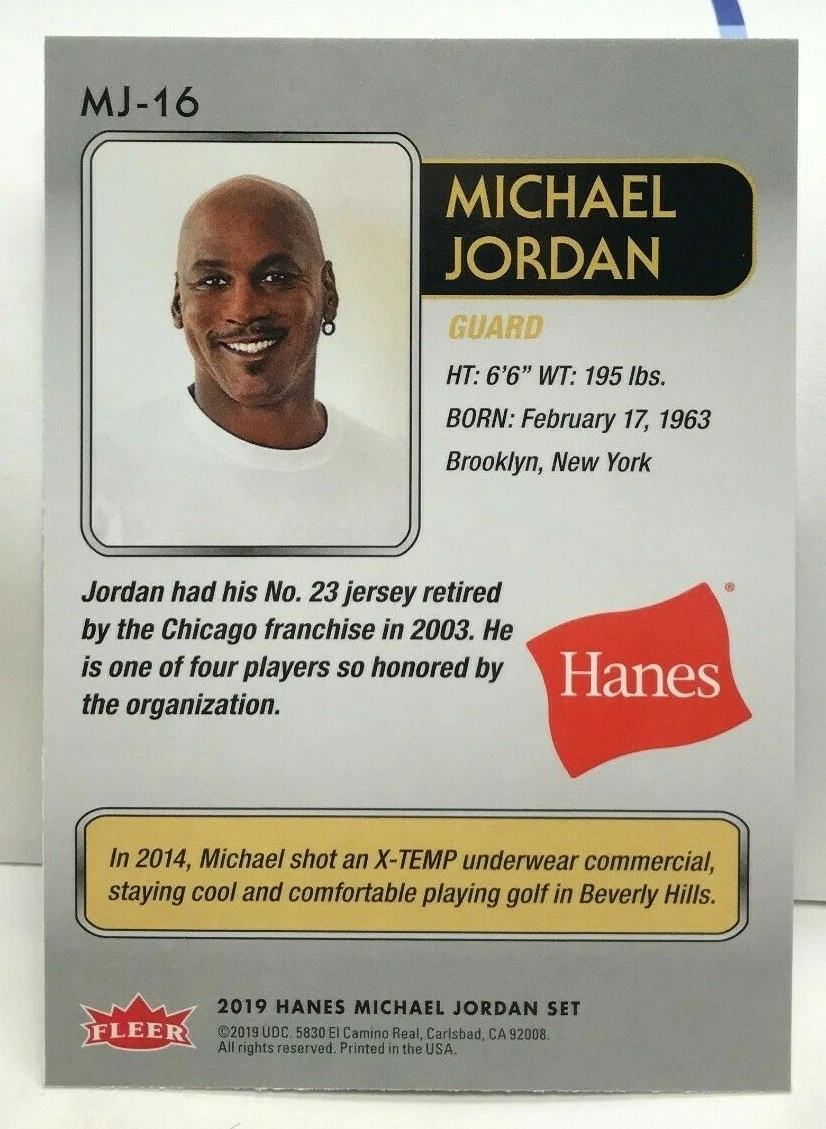 MJ-16
MICHAEL
JORDAN
GUARD
HT: 6'6” WT: 195 lbs.
BORN: February 17, 1963
Brooklyn, New York
Jordan had his No. 23 jersey retired
by the Chicago franchise in 2003. He
is one of four players so honored by
the organization.
Hanes®
In 2014, Michael shot an X-TEMP underwear commercial,
staying cool and comfortable playing golf in Beverly Hills.
FLEER
2019 HANES MICHAEL JORDAN SET
©2019 UDC. 5830 El Camino Real, Carlsbad, CA 92008.
All rights reserved. Printed in the USA.